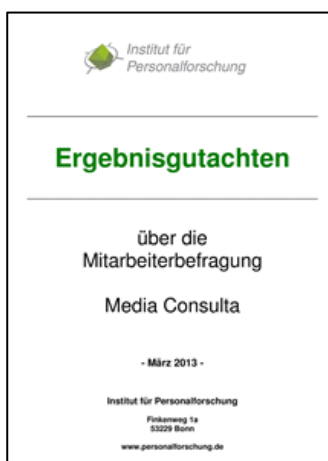 Institut für
Personalforschung
Ergebnisgutachten
über die
Mitarbeiterbefragung
Media Consulta
- März 2013 -
Institut für Personalforschung
Finkenweg 1a
53229 Bonn
www.personalforschung.de